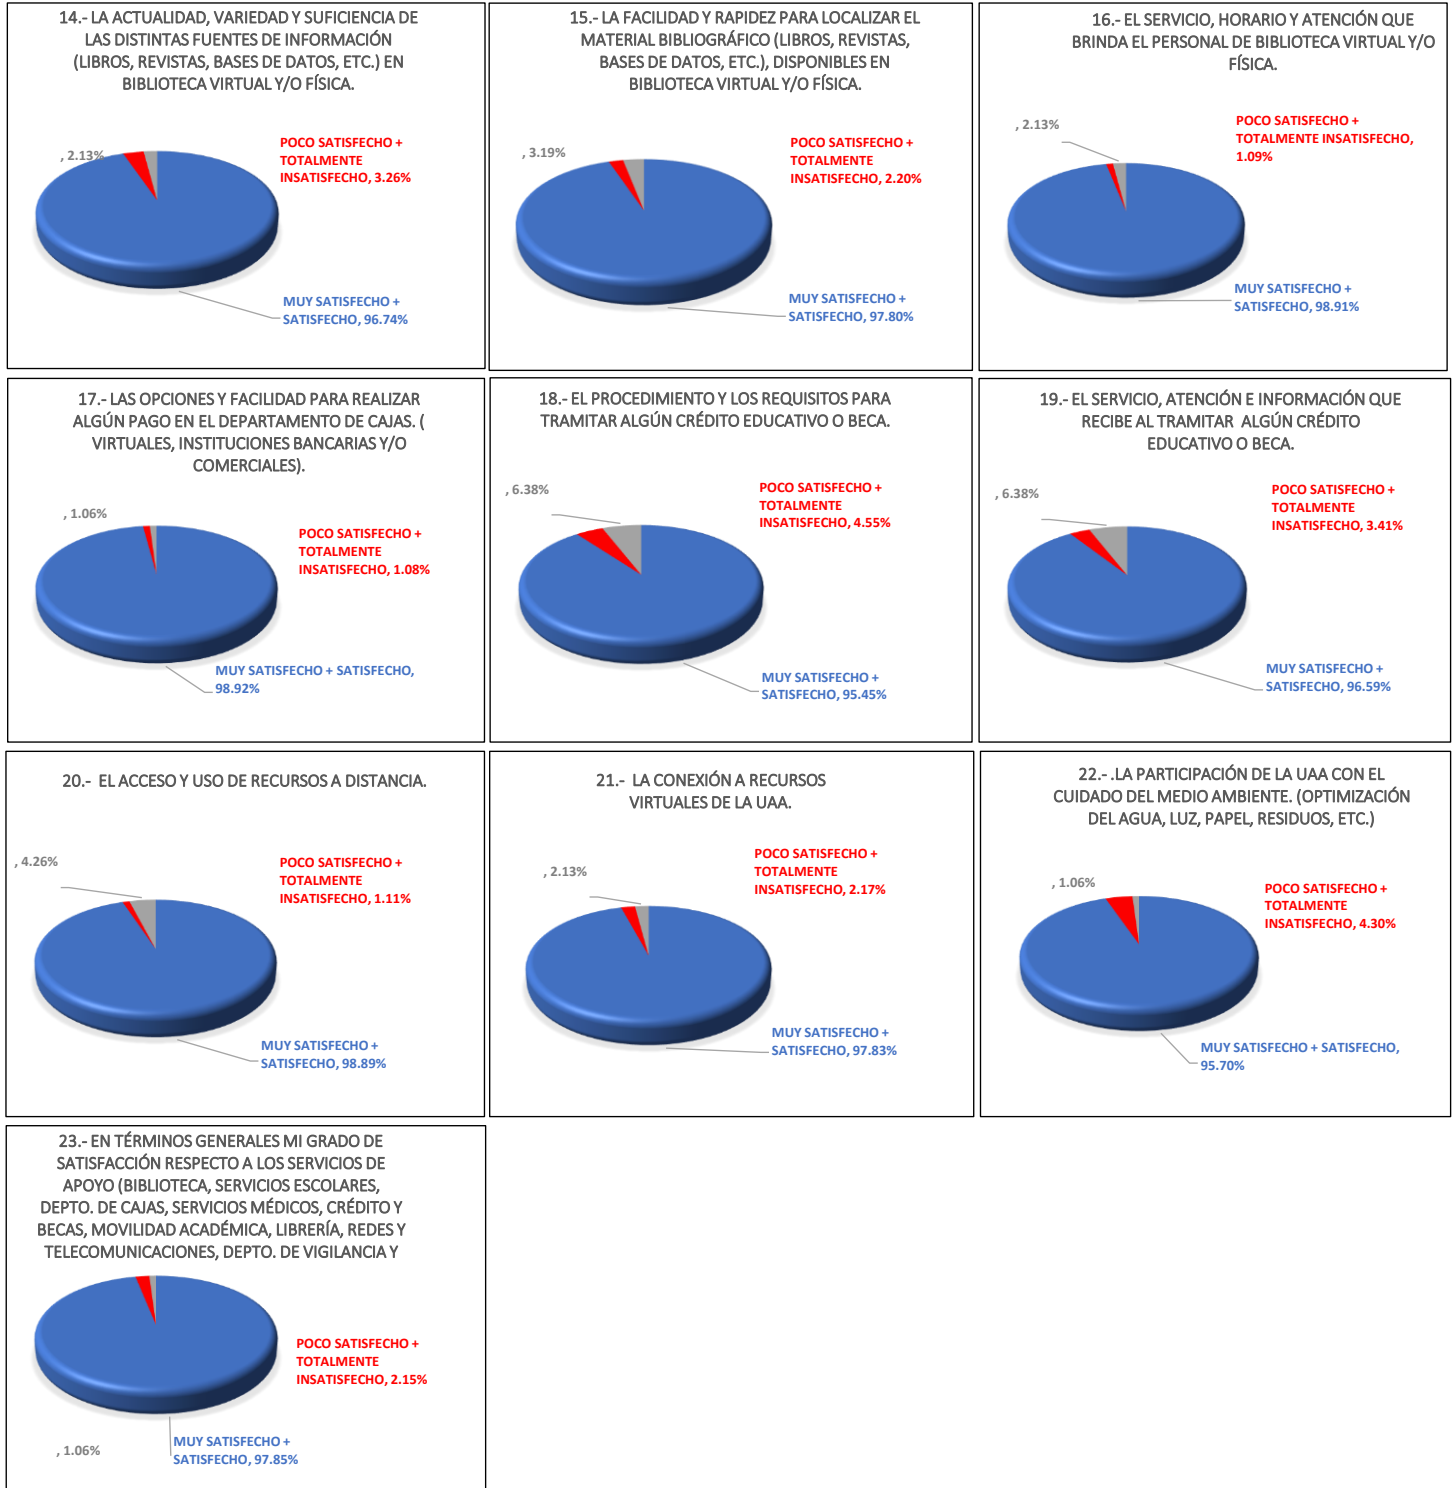 14.- LA ACTUALIDAD, VARIEDAD Y SUFICIENCIA DE
LAS DISTINTAS FUENTES DE INFORMACIÓN
(LIBROS, REVISTAS, BASES DE DATOS, ETC.) EN
BIBLIOTECA VIRTUAL Y/O FÍSICA.
, 2.13%
POCO SATISFECHO +
TOTALMENTE
INSATISFECHO, 3.26%
MUY SATISFECHO +
SATISFECHO, 96.74%
15.- LA FACILIDAD Y RAPIDEZ PARA LOCALIZAR EL
MATERIAL BIBLIOGRÁFICO (LIBROS, REVISTAS,
BASES DE DATOS, ETC.), DISPONIBLES EN
BIBLIOTECA VIRTUAL Y/O FÍSICA.
, 3.19%
POCO SATISFECHO +
TOTALMENTE
INSATISFECHO, 2.20%
MUY SATISFECHO +
SATISFECHO, 97.80%
16.- EL SERVICIO, HORARIO Y ATENCIÓN QUE
BRINDA EL PERSONAL DE BIBLIOTECA VIRTUAL Y/O
FÍSICA.
, 2.13%
POCO SATISFECHO +
TOTALMENTE INSATISFECHO,
1.09%
MUY SATISFECHO +
SATISFECHO, 98.91%
17.- LAS OPCIONES Y FACILIDAD PARA REALIZAR
ALGÚN PAGO EN EL DEPARTAMENTO DE CAJAS. (
VIRTUALES, INSTITUCIONES BANCARIAS Y/O
COMERCIALES).
, 1.06%
POCO SATISFECHO +
TOTALMENTE
INSATISFECHO, 1.08%
MUY SATISFECHO + SATISFECHO,
98.92%
18.- EL PROCEDIMIENTO Y LOS REQUISITOS PARA
TRAMITAR ALGÚN CRÉDITO EDUCATIVO O BECA.
, 6.38%
POCO SATISFECHO +
TOTALMENTE
INSATISFECHO, 4.55%
MUY SATISFECHO +
SATISFECHO, 95.45%
19.- EL SERVICIO, ATENCIÓN E INFORMACIÓN QUE
RECIBE AL TRAMITAR ALGÚN CRÉDITO
EDUCATIVO O BECA.
, 6.38%
POCO SATISFECHO +
TOTALMENTE
INSATISFECHO, 3.41%
MUY SATISFECHO +
SATISFECHO, 96.59%
20.- EL ACCESO Y USO DE RECURSOS A DISTANCIA.
, 4.26%
POCO SATISFECHO +
TOTALMENTE
INSATISFECHO, 1.11%
MUY SATISFECHO +
SATISFECHO, 98.89%
21.- LA CONEXIÓN A RECURSOS
VIRTUALES DE LA UAA.
, 2.13%
POCO SATISFECHO +
TOTALMENTE
INSATISFECHO, 2.17%
MUY SATISFECHO +
SATISFECHO, 97.83%
22.- .LA PARTICIPACIÓN DE LA UAA CON EL
CUIDADO DEL MEDIO AMBIENTE. (OPTIMIZACIÓN
DEL AGUA, LUZ, PAPEL, RESIDUOS, ETC.)
, 1.06%
POCO SATISFECHO +
TOTALMENTE
INSATISFECHO, 4.30%
MUY SATISFECHO + SATISFECHO,
95.70%
23.- EN TÉRMINOS GENERALES MI GRADO DE
SATISFACCIÓN RESPECTO A LOS SERVICIOS DE
APOYO (BIBLIOTECA, SERVICIOS ESCOLARES,
DEPTO. DE CAJAS, SERVICIOS MÉDICOS, CRÉDITO Y
BECAS, MOVILIDAD ACADÉMICA, LIBRERÍA, REDES Y
TELECOMUNICACIONES, DEPTO. DE VIGILANCIA Y
POCO SATISFECHO +
TOTALMENTE
INSATISFECHO, 2.15%
MUY SATISFECHO +
SATISFECHO, 97.85%
, 1.06%